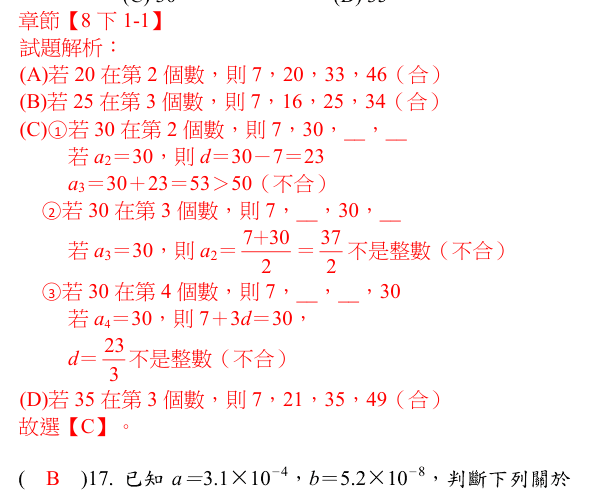 (C) 30 (D) 35
章節【8 下 1-1】
試題解析：
(A)若 20 在第 2 個數，則 7，20，33，46（合）
(B)若 25 在第 3 個數，則 7，16，25，34（合）
(C)①若 30 在第 2 個數，則 7，30，__，__
若 a₂＝30，則 d＝30－7＝23
a₃＝30＋23＝53＞50（不合）
②若 30 在第 3 個數，則 7，__，30，__
若 a₃＝30，則 a₂＝(7+30)/2＝37/2 不是整數（不合）
③若 30 在第 4 個數，則 7，__，__，30
若 a₄＝30，則 7＋3d＝30，
d＝23/3 不是整數（不合）
(D)若 35 在第 3 個數，則 7，21，35，49（合）
故選【C】。
( B )17. 已知 a＝3.1×10⁻⁴，b＝5.2×10⁻⁸，判斷下列關於